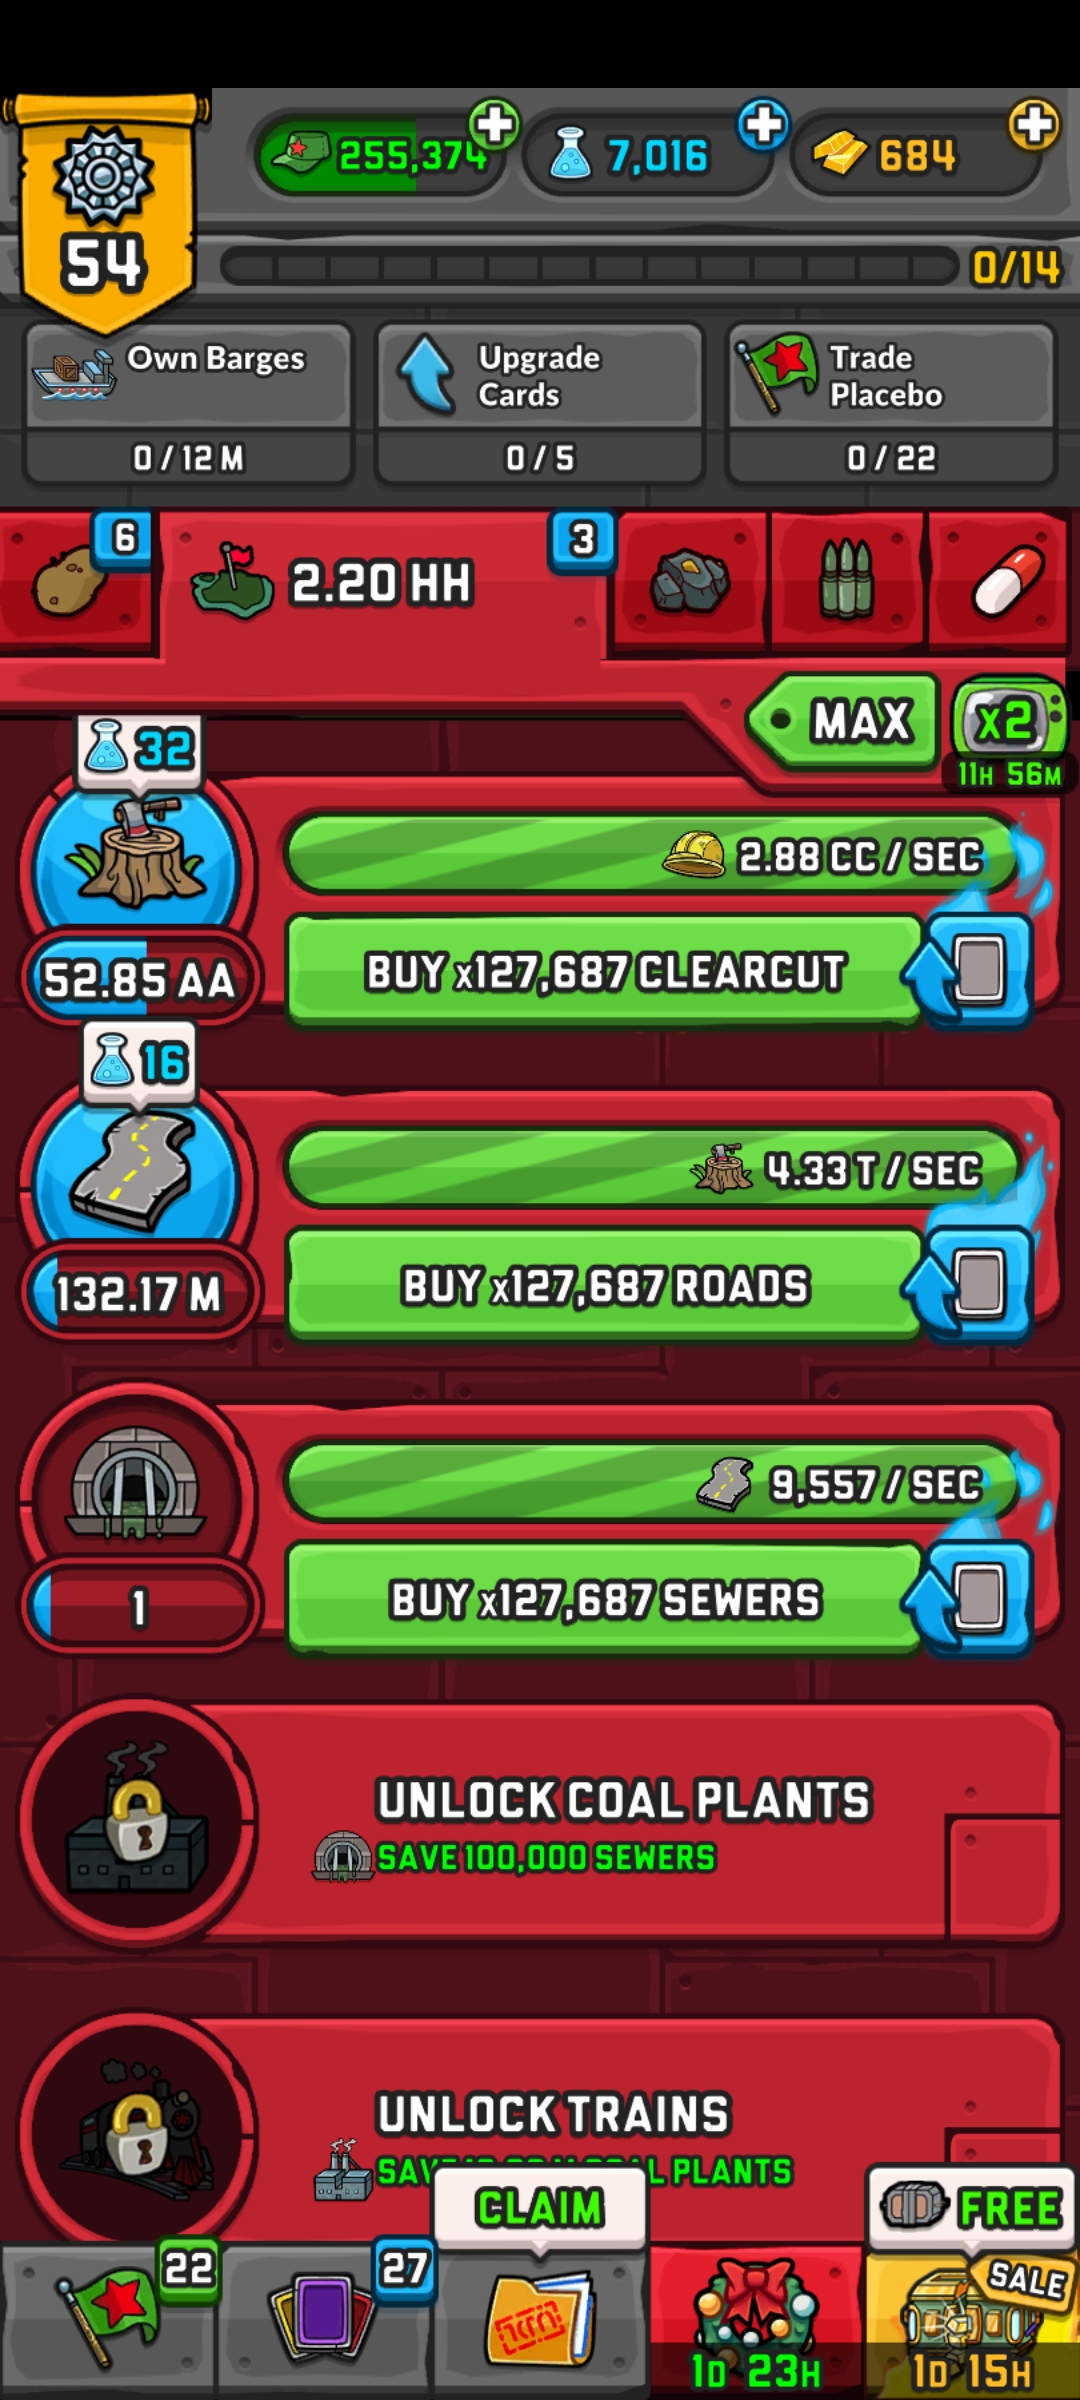 54
255,374
7,016
684
0/14
Own Barges
0 / 12 M
Upgrade
Cards
0 / 5
Trade
Placebo
0 / 22
6
2.20 HH
3
MAX
x2
11H 56M
32
2.88 CC / SEC
52.85 AA
BUY x127,687 CLEARCUT
16
4.33 T / SEC
132.17 M
BUY x127,687 ROADS
9,557 / SEC
1
BUY x127,687 SEWERS
UNLOCK COAL PLANTS
SAVE 100,000 SEWERS
UNLOCK TRAINS
COAL PLANTS
CLAIM
FREE
22
27
SALE
1D 23H
1D 15H